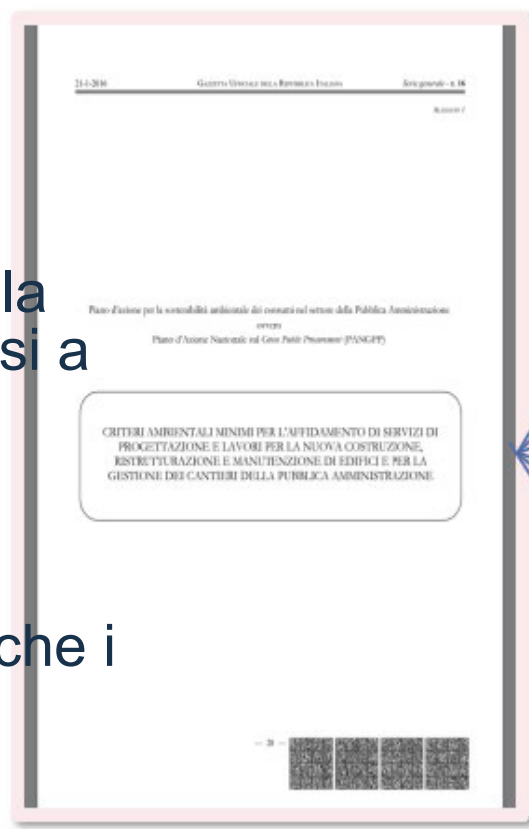 21-1-2016 GAZZETTA UFFICIALE DELLA REPUBBLICA ITALIANA Serie generale - n. 16
ALLEGATO 1
la
Piano d'azione per la sostenibilità ambientale dei consumi nel settore della Pubblica Amministrazione
ovvero
si a
Piano d'Azione Nazionale sul Green Public Procurement (PANGPP)
CRITERI AMBIENTALI MINIMI PER L'AFFIDAMENTO DI SERVIZI DI
PROGETTAZIONE E LAVORI PER LA NUOVA COSTRUZIONE,
RISTRUTTURAZIONE E MANUTENZIONE DI EDIFICI E PER LA
GESTIONE DEI CANTIERI DELLA PUBBLICA AMMINISTRAZIONE
che i